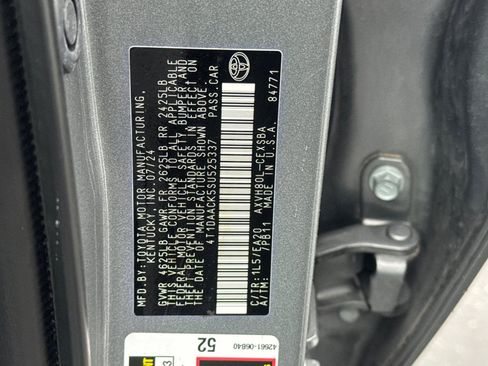 MFD.BY:TOYOTA MOTOR MANUFACTURING,
KENTUCKY, INC. 07/24
GVWR 4625LB GAWR FR 2625LB RR 2425LB
THIS VEHICLE CONFORMS TO ALL APPLICABLE
FEDERAL MOTOR VEHICLE SAFETY, BUMPER, AND
THEFT PREVENTION STANDARDS IN EFFECT ON
THE DATE OF MANUFACTURE SHOWN ABOVE.
4T1DAACK5SU525337 PASS.CAR
C/TR: 1L5/EA20 AXVH80L-CEXSBA
A/TM: /PB11 MADE IN U.S.A. 84771
42661-06840
52